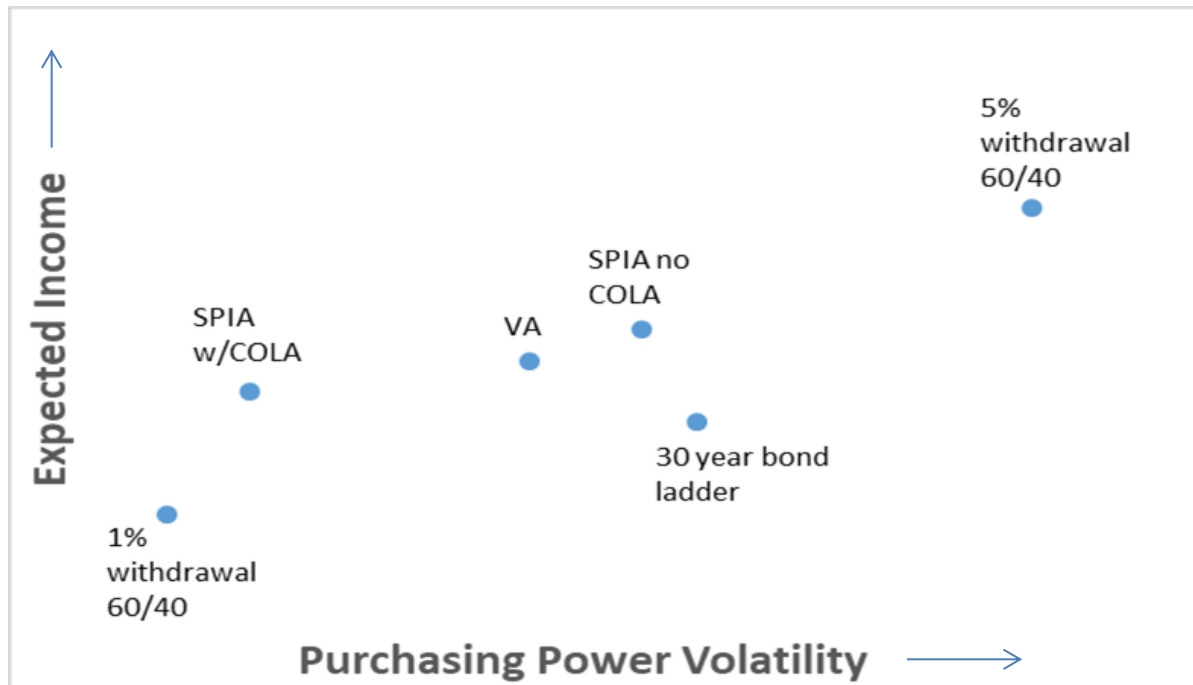 5%
withdrawal
60/40
Expected Income
SPIA no
COLA
SPIA
w/COLA
VA
30 year bond
ladder
1%
withdrawal
60/40
Purchasing Power Volatility